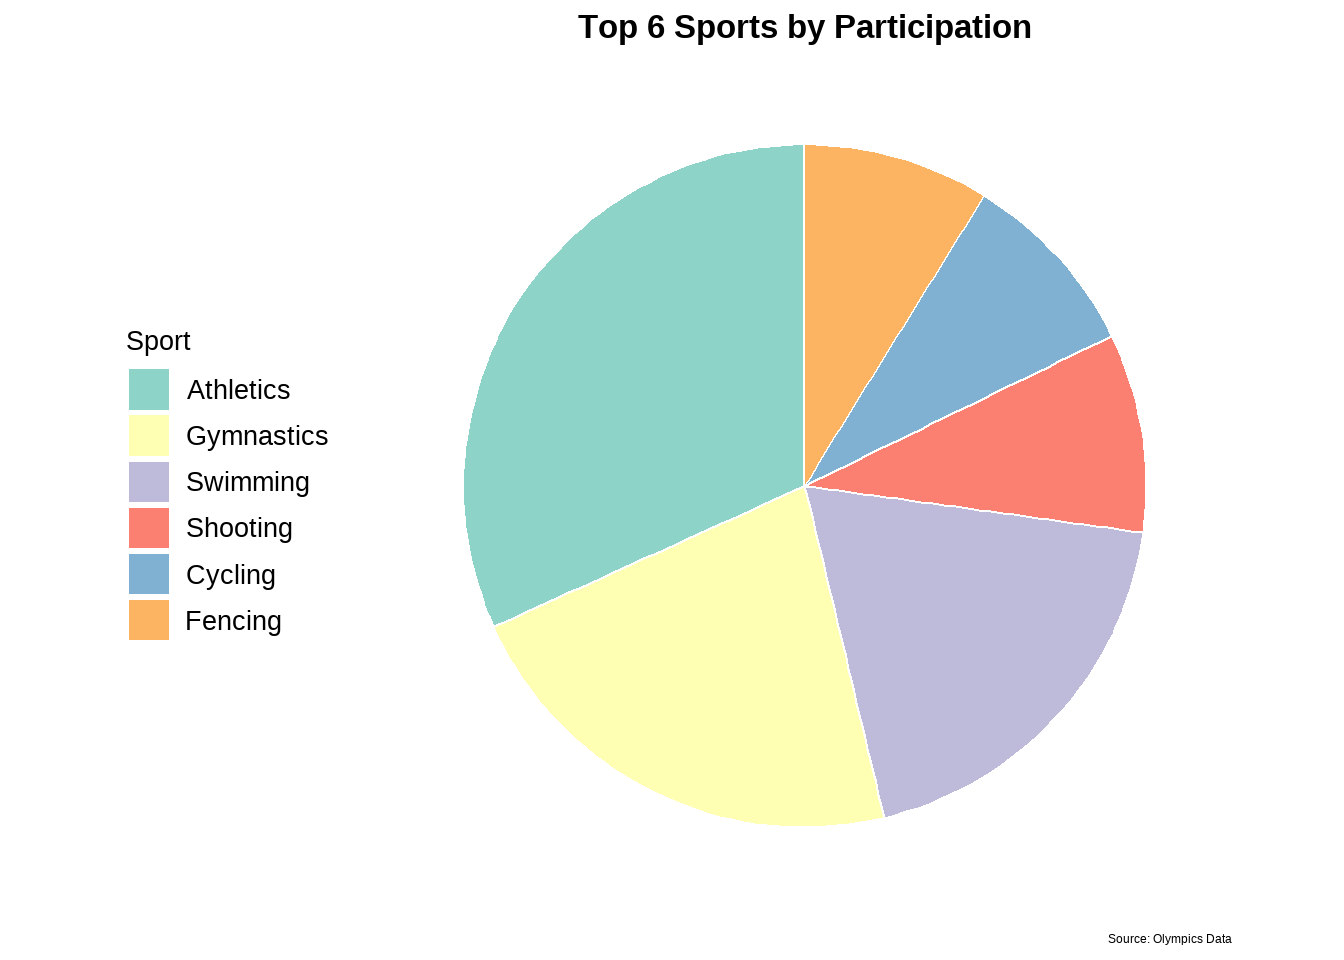 Top 6 Sports by Participation
Sport
Athletics
Gymnastics
Swimming
Shooting
Cycling
Fencing
Source: Olympics Data